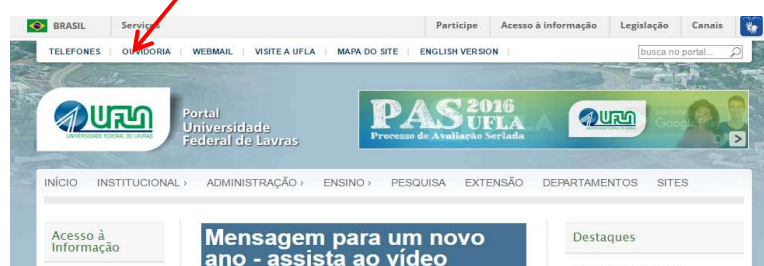 BRASIL Serviços Participe Acesso à informação Legislação Canais
TELEFONES | OUVIDORIA | WEBMAIL | VISITE A UFLA | MAPA DO SITE | ENGLISH VERSION |
busca no portal...
UFLA
UNIVERSIDADE FEDERAL DE LAVRAS
Portal
Universidade
Federal de Lavras
PAS 2016
UFLA
Processo de Avaliação Seriada
UFLA
INÍCIO INSTITUCIONAL › ADMINISTRAÇÃO › ENSINO › PESQUISA EXTENSÃO DEPARTAMENTOS SITES
Acesso à
Informação
Mensagem para um novo
ano - assista ao vídeo
Destaques